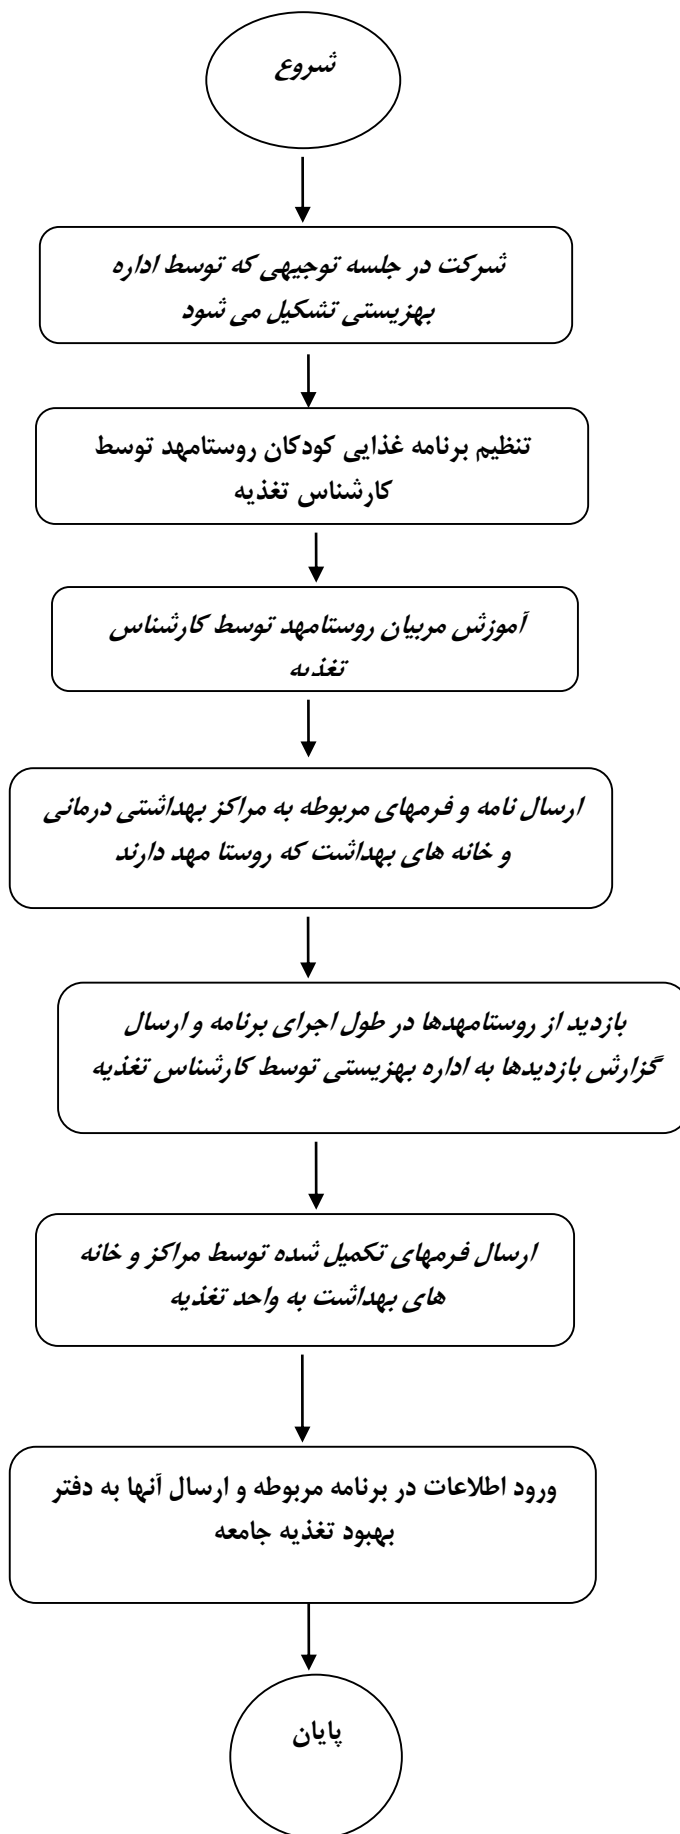 شروع
شرکت در جلسه توجیهی که توسط اداره
بهزیستی تشکیل می شود
تنظیم برنامه غذایی کودکان روستامهد توسط
کارشناس تغذیه
آموزش مربیان روستامهد توسط کارشناس
تغذیه
ارسال نامه و فرمهای مربوطه به مراکز بهداشتی درمانی
و خانه های بهداشت که روستا مهد دارند
بازدید از روستامهدها در طول اجرای برنامه و ارسال
گزارش بازدیدها به اداره بهزیستی توسط کارشناس تغذیه
ارسال فرمهای تکمیل شده توسط مراکز و خانه
های بهداشت به واحد تغذیه
ورود اطلاعات در برنامه مربوطه و ارسال آنها به دفتر
بهبود تغذیه جامعه
پایان